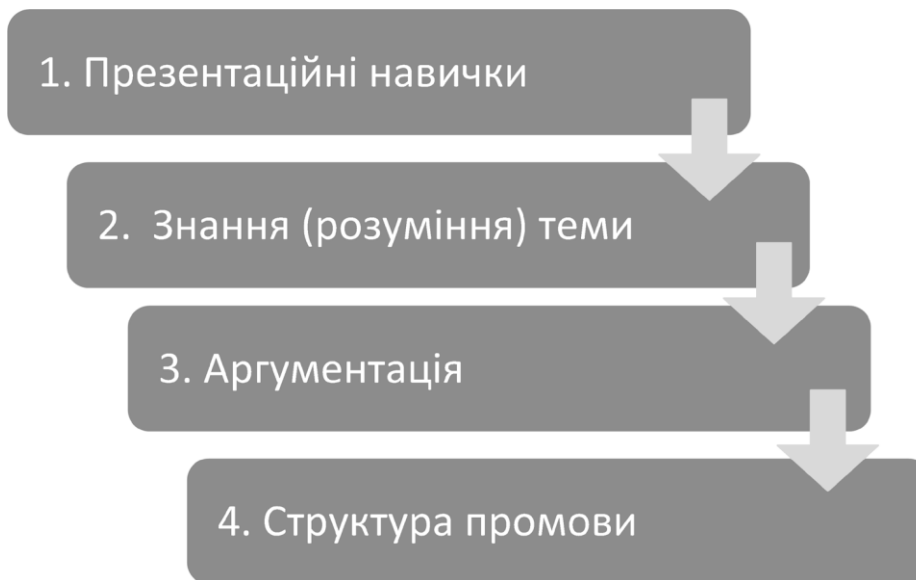 1. Презентаційні навички
2. Знання (розуміння) теми
3. Аргументація
4. Структура промови